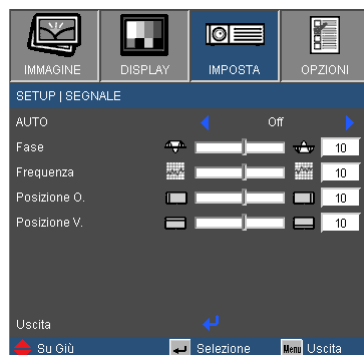 IMMAGINE DISPLAY IMPOSTA OPZIONI
SETUP | SEGNALE
AUTO Off
Fase 10
Frequenza 10
Posizione O. 10
Posizione V. 10
Uscita
Su Giù Selezione Menu Uscita